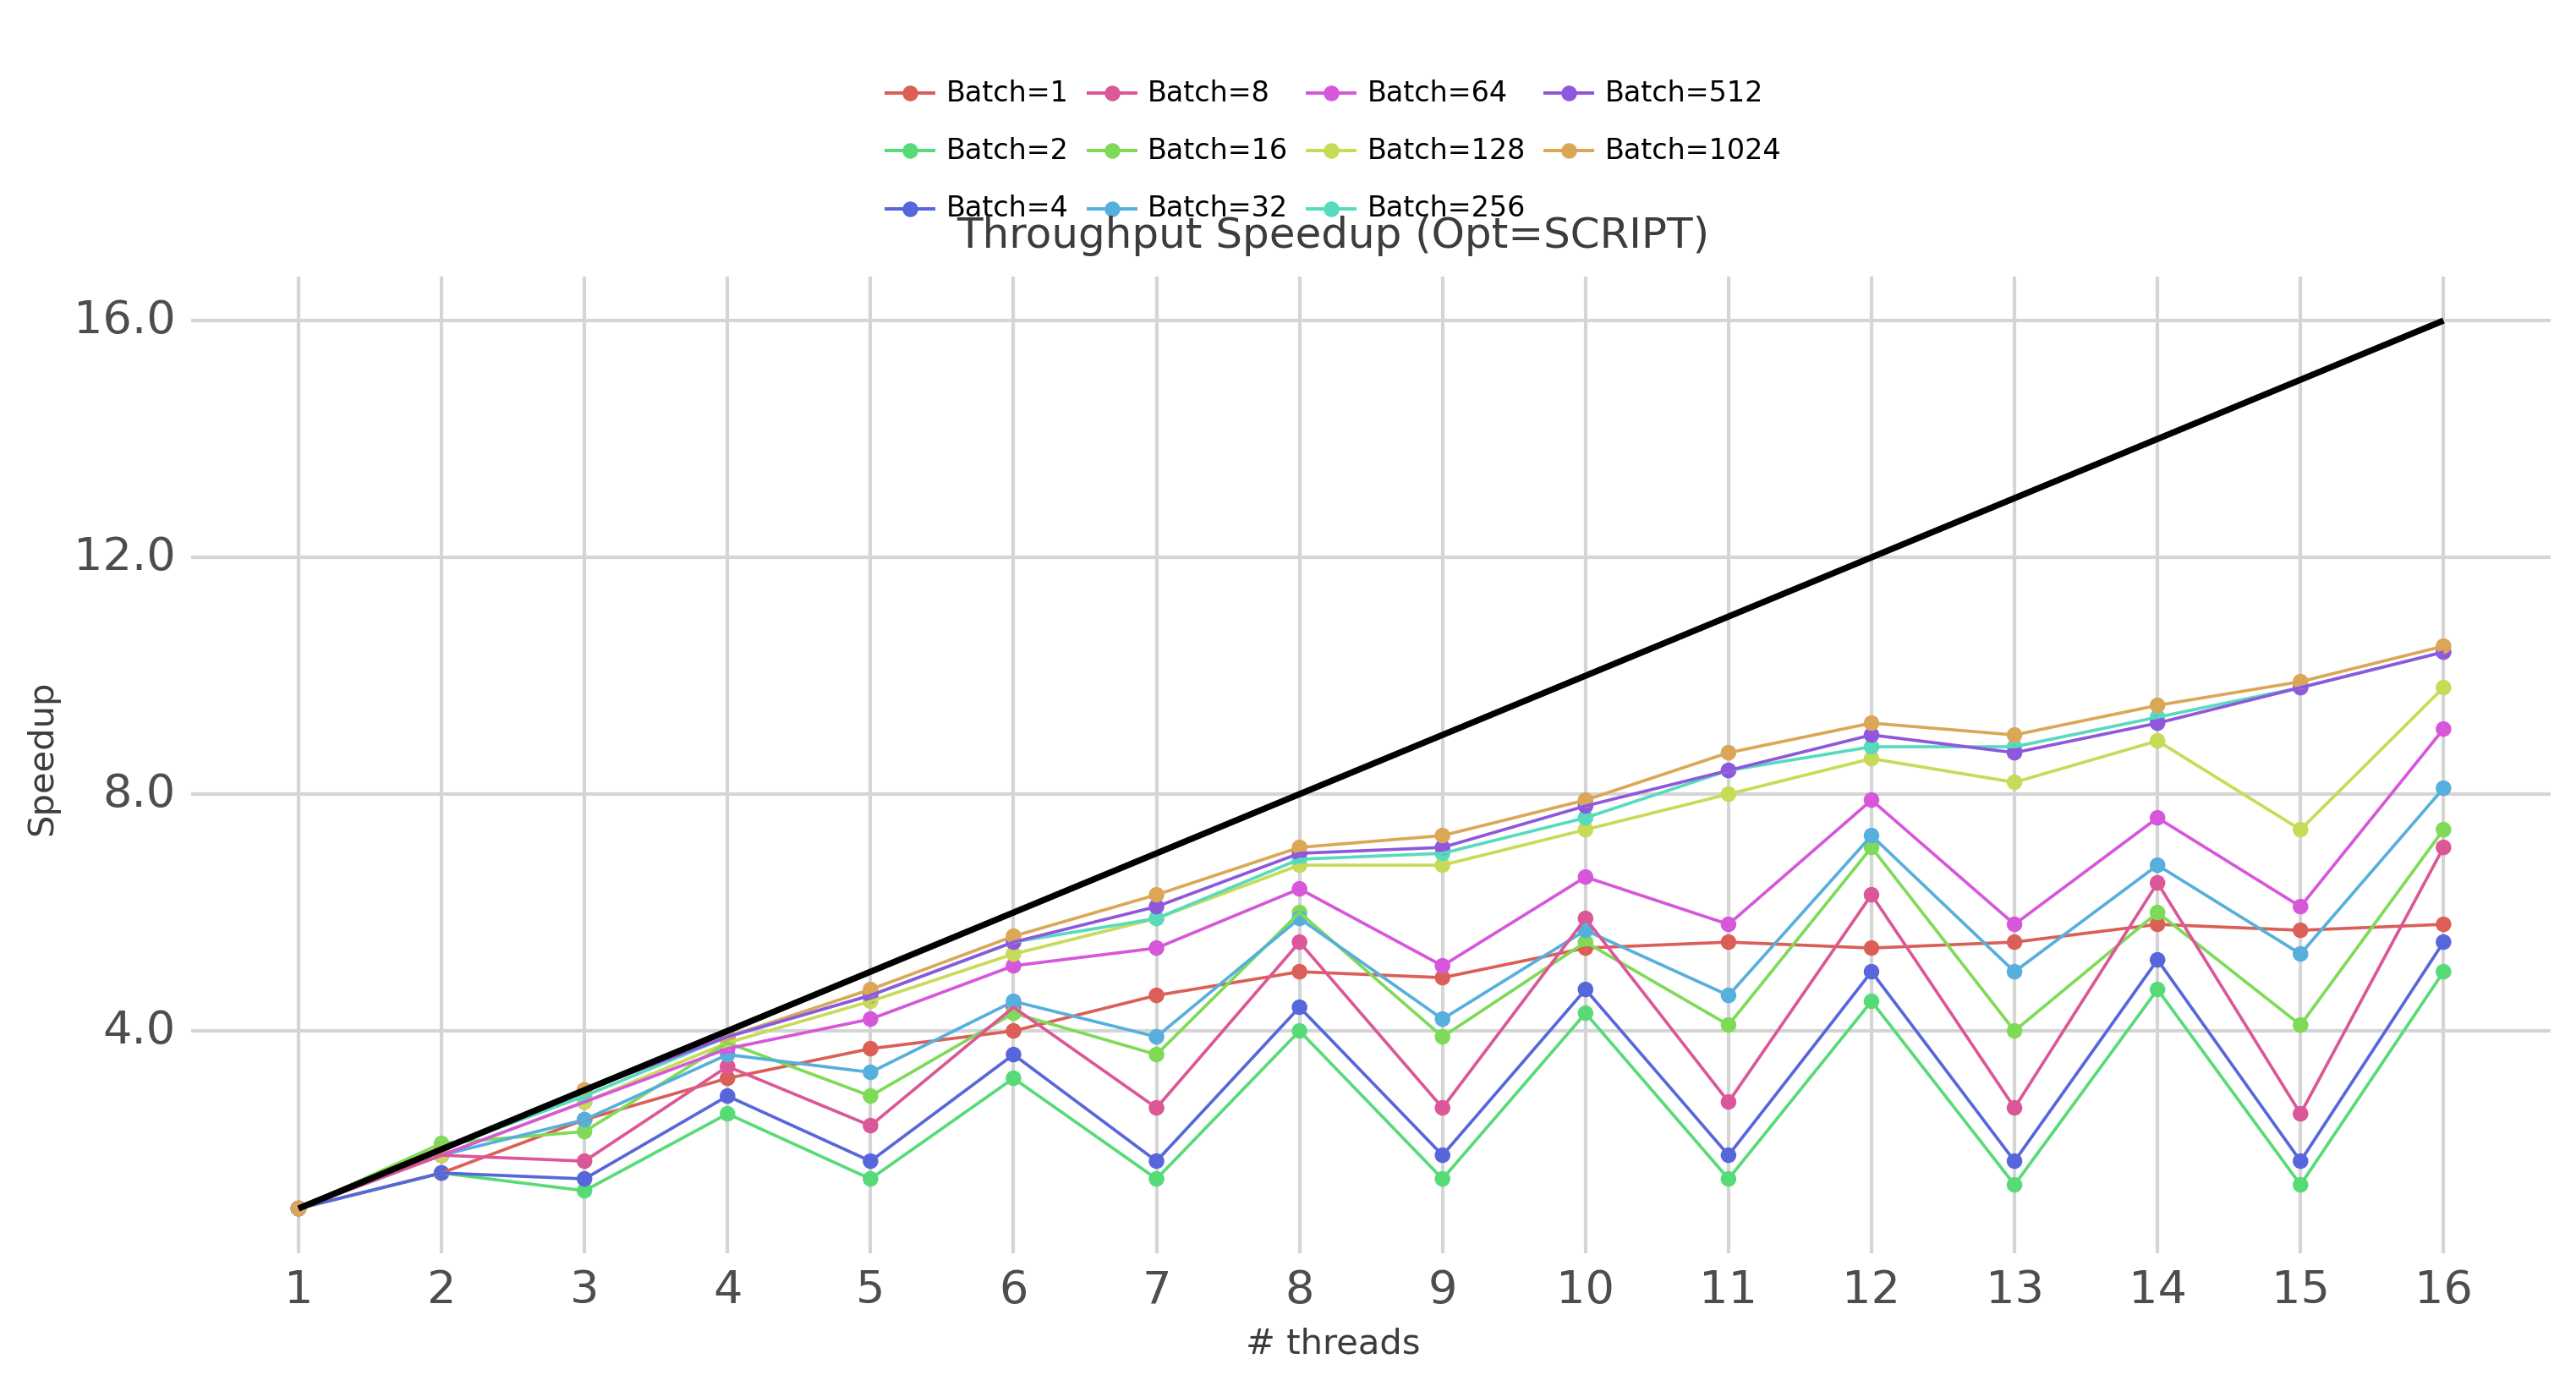 Batch=1 Batch=8 Batch=64 Batch=512
Batch=2 Batch=16 Batch=128 Batch=1024
Batch=4 Batch=32 Batch=256
Throughput Speedup (Opt=SCRIPT)
16.0
12.0
8.0
4.0
Speedup
1 2 3 4 5 6 7 8 9 10 11 12 13 14 15 16
# threads